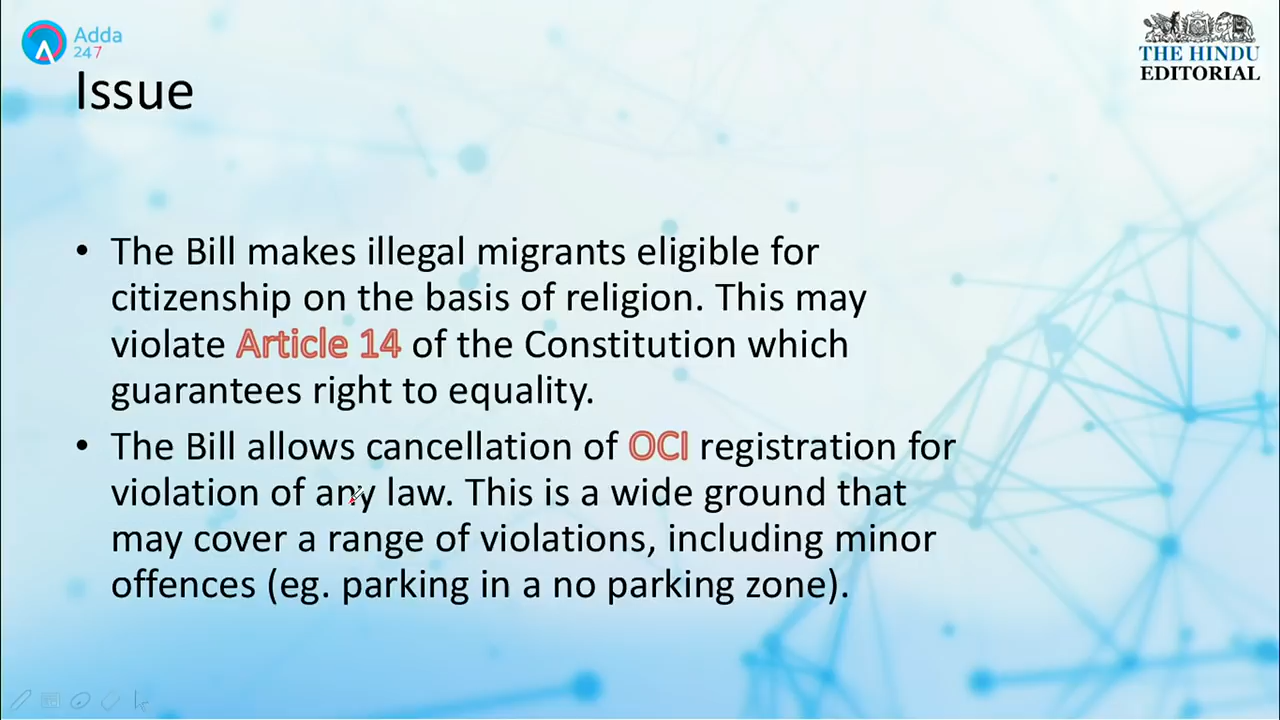 Adda
247
THE HINDU
EDITORIAL
Issue
• The Bill makes illegal migrants eligible for
citizenship on the basis of religion. This may
violate Article 14 of the Constitution which
guarantees right to equality.
• The Bill allows cancellation of OCI registration for
violation of any law. This is a wide ground that
may cover a range of violations, including minor
offences (eg. parking in a no parking zone).